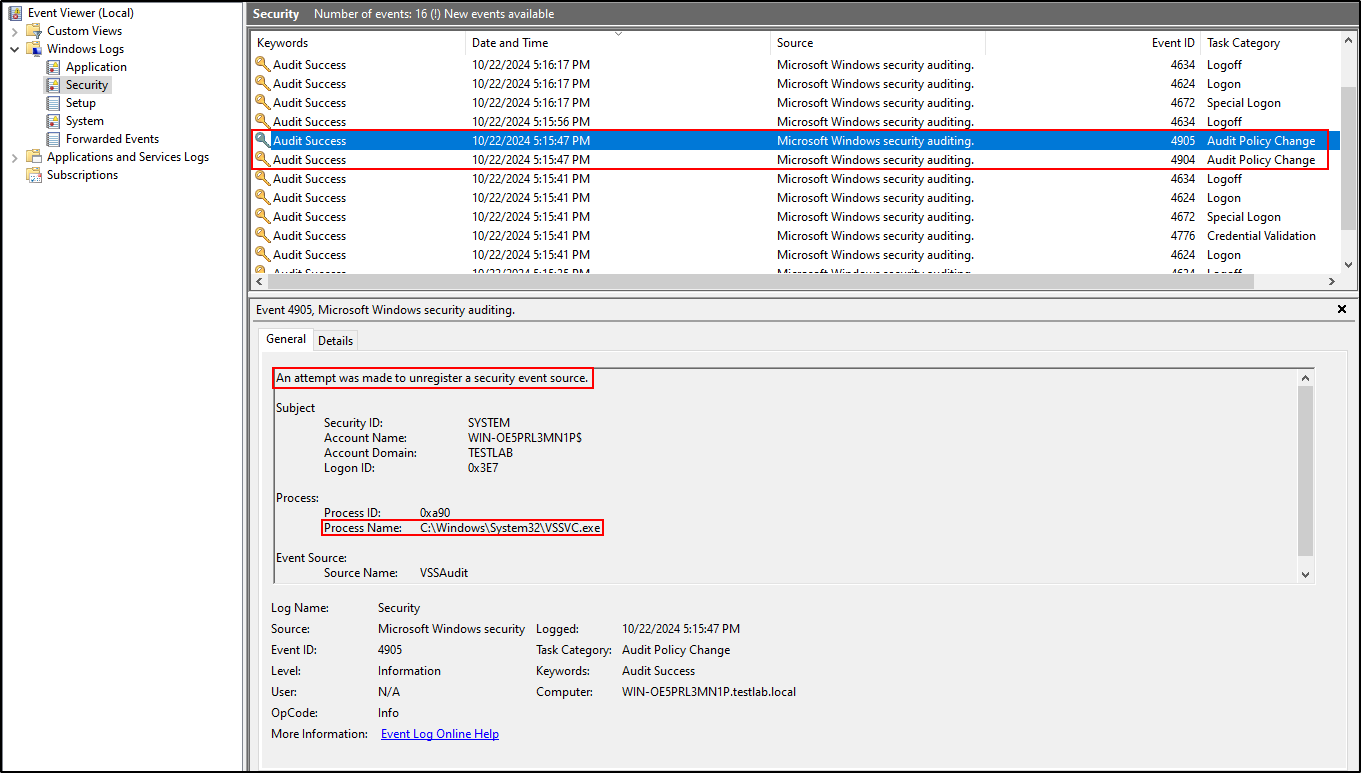 Event Viewer (Local)
Custom Views
Windows Logs
Application
Security
Setup
System
Forwarded Events
Applications and Services Logs
Subscriptions
Security Number of events: 16 (!) New events available
Keywords Date and Time Source Event ID Task Category
Audit Success 10/22/2024 5:16:17 PM Microsoft Windows security auditing. 4634 Logoff
Audit Success 10/22/2024 5:16:17 PM Microsoft Windows security auditing. 4624 Logon
Audit Success 10/22/2024 5:16:17 PM Microsoft Windows security auditing. 4672 Special Logon
Audit Success 10/22/2024 5:15:56 PM Microsoft Windows security auditing. 4634 Logoff
Audit Success 10/22/2024 5:15:47 PM Microsoft Windows security auditing. 4905 Audit Policy Change
Audit Success 10/22/2024 5:15:47 PM Microsoft Windows security auditing. 4904 Audit Policy Change
Audit Success 10/22/2024 5:15:41 PM Microsoft Windows security auditing. 4634 Logoff
Audit Success 10/22/2024 5:15:41 PM Microsoft Windows security auditing. 4624 Logon
Audit Success 10/22/2024 5:15:41 PM Microsoft Windows security auditing. 4672 Special Logon
Audit Success 10/22/2024 5:15:41 PM Microsoft Windows security auditing. 4776 Credential Validation
Audit Success 10/22/2024 5:15:41 PM Microsoft Windows security auditing. 4624 Logon
Audit Success 10/22/2024 Microsoft Windows security auditing. Logoff
Event 4905, Microsoft Windows security auditing.
General Details
An attempt was made to unregister a security event source.
Subject
Security ID: SYSTEM
Account Name: WIN-OE5PRL3MN1P$
Account Domain: TESTLAB
Logon ID: 0x3E7
Process:
Process ID: 0xa90
Process Name: C:\Windows\System32\VSSVC.exe
Event Source:
Source Name: VSSAudit
Log Name: Security
Source: Microsoft Windows security Logged: 10/22/2024 5:15:47 PM
Event ID: 4905 Task Category: Audit Policy Change
Level: Information Keywords: Audit Success
User: N/A Computer: WIN-OE5PRL3MN1P.testlab.local
OpCode: Info
More Information: Event Log Online Help